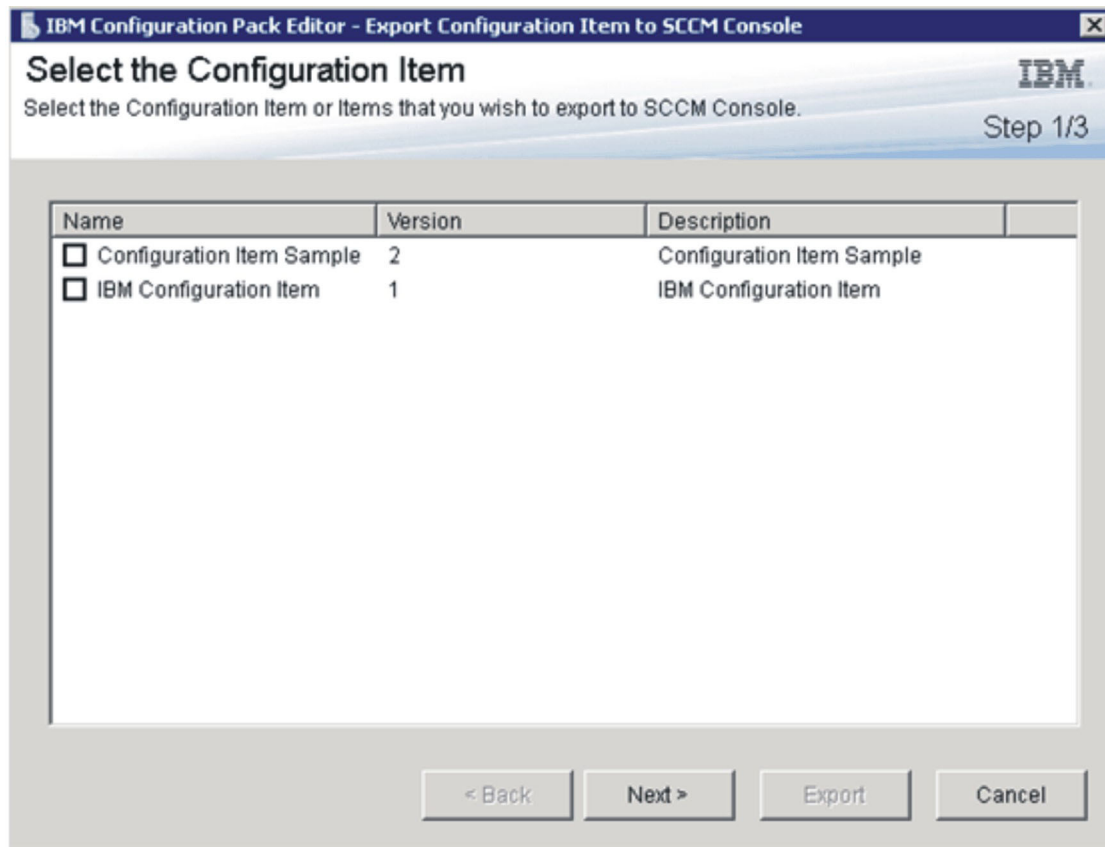 IBM Configuration Pack Editor - Export Configuration Item to SCCM Console
Select the Configuration Item
IBM
Select the Configuration Item or Items that you wish to export to SCCM Console.
Step 1/3
Name Version Description
Configuration Item Sample 2 Configuration Item Sample
IBM Configuration Item 1 IBM Configuration Item
< Back Next > Export Cancel